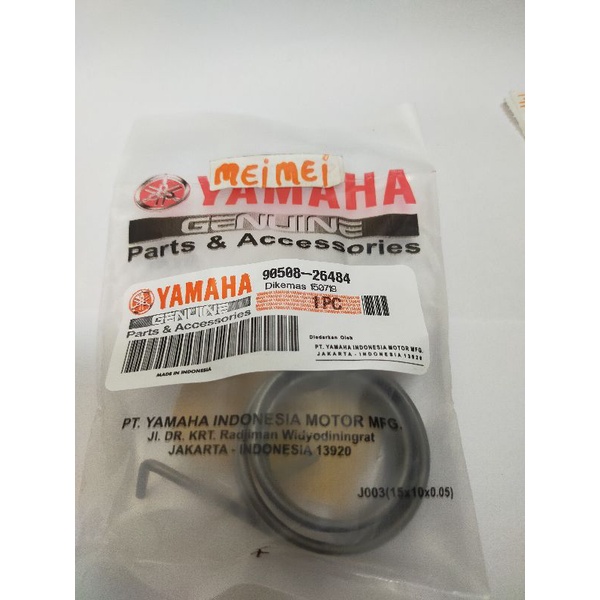 MEiMEi
YAMAHA
GENUINE
Parts & Accessories
YAMAHA
GENUINE
Parts & Accessories
MADE IN INDONESIA
90508-26484
Dikemas 150719
1 PC
Diedarkan Oleh
PT. YAMAHA INDONESIA MOTOR MFG.
JAKARTA - INDONESIA 13920
PT. YAMAHA INDONESIA MOTOR MFG.
Jl. DR. KRT. Radjiman Widyodiningrat
JAKARTA - INDONESIA 13920
J003(15x10x0.05)